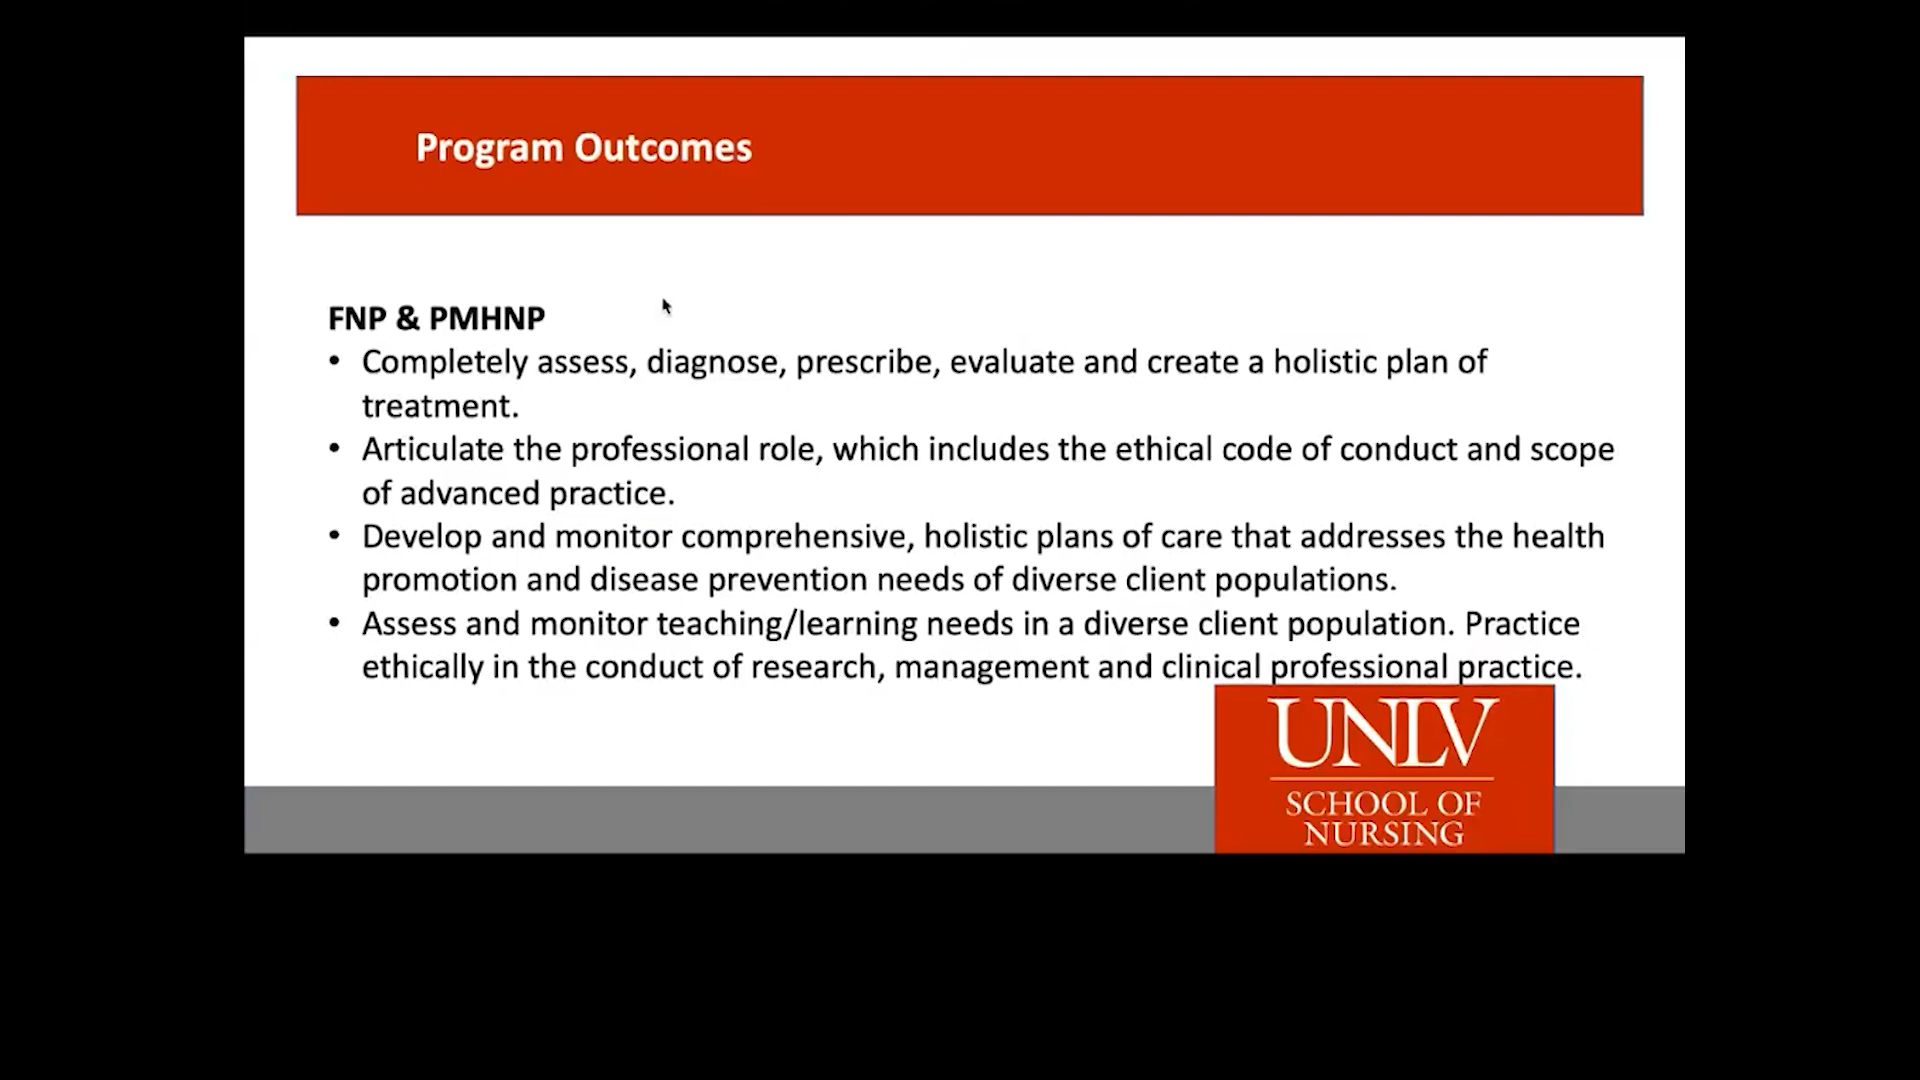 Program Outcomes
FNP & PMHNP
• Completely assess, diagnose, prescribe, evaluate and create a holistic plan of
treatment.
• Articulate the professional role, which includes the ethical code of conduct and scope
of advanced practice.
• Develop and monitor comprehensive, holistic plans of care that addresses the health
promotion and disease prevention needs of diverse client populations.
• Assess and monitor teaching/learning needs in a diverse client population. Practice
ethically in the conduct of research, management and clinical professional practice.
UNLV
SCHOOL OF
NURSING